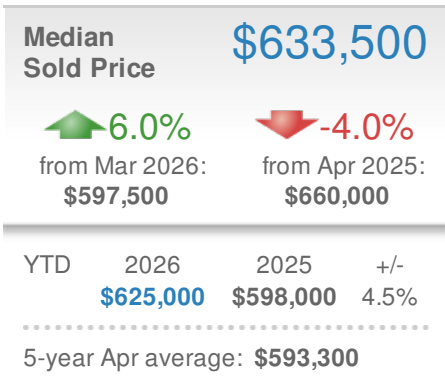 Median
Sold Price
$633,500
6.0%
from Mar 2026:
$597,500
-4.0%
from Apr 2025:
$660,000
YTD 2026 2025 +/-
$625,000 $598,000 4.5%
5-year Apr average: $593,300